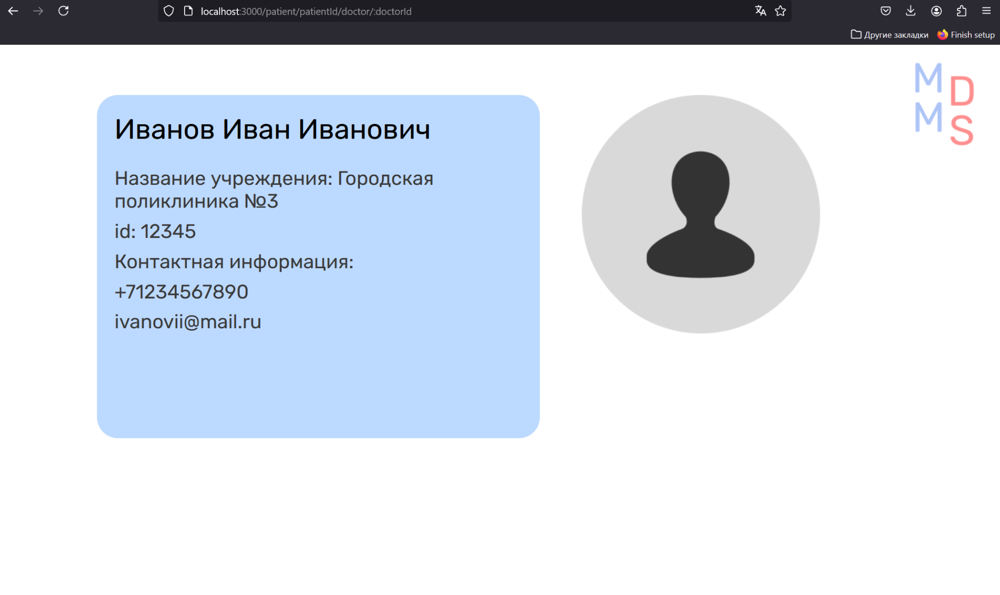 localhost:3000/patient/patientId/doctor/:doctorId
Другие закладки
Finish setup
M D
M S
Иванов Иван Иванович
Название учреждения: Городская
поликлиника №3
id: 12345
Контактная информация:
+71234567890
ivanovii@mail.ru